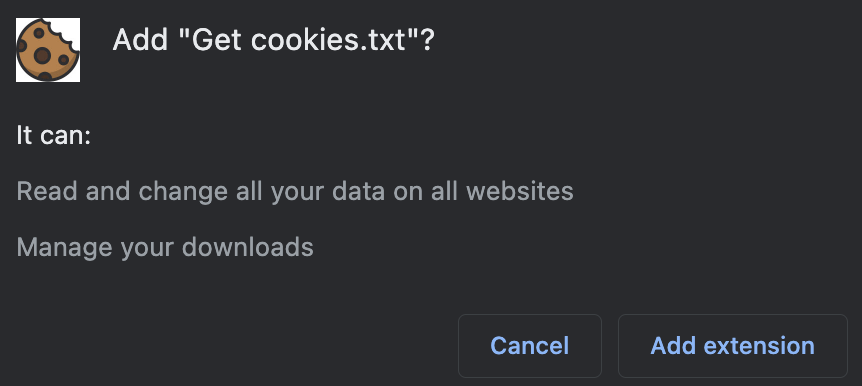 Add "Get cookies.txt"?
It can:
Read and change all your data on all websites
Manage your downloads
Cancel
Add extension